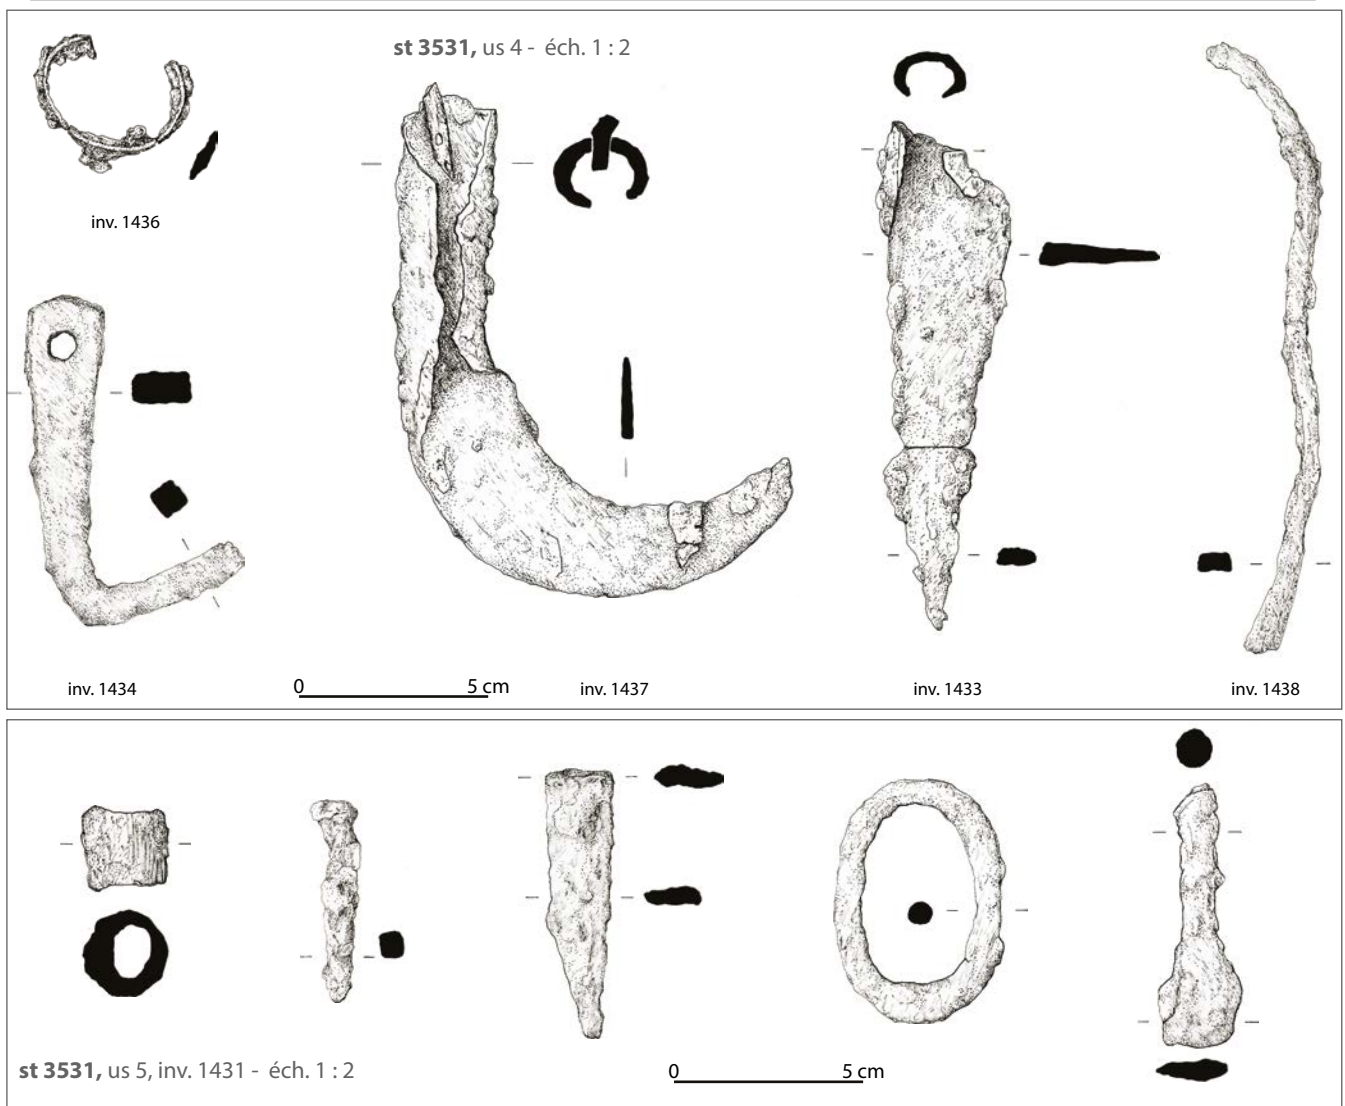 st 3531, us 4 - éch. 1 : 2
inv. 1436
inv. 1434
0 5 cm
inv. 1437
inv. 1433
inv. 1438
st 3531, us 5, inv. 1431 - éch. 1 : 2
0 5 cm